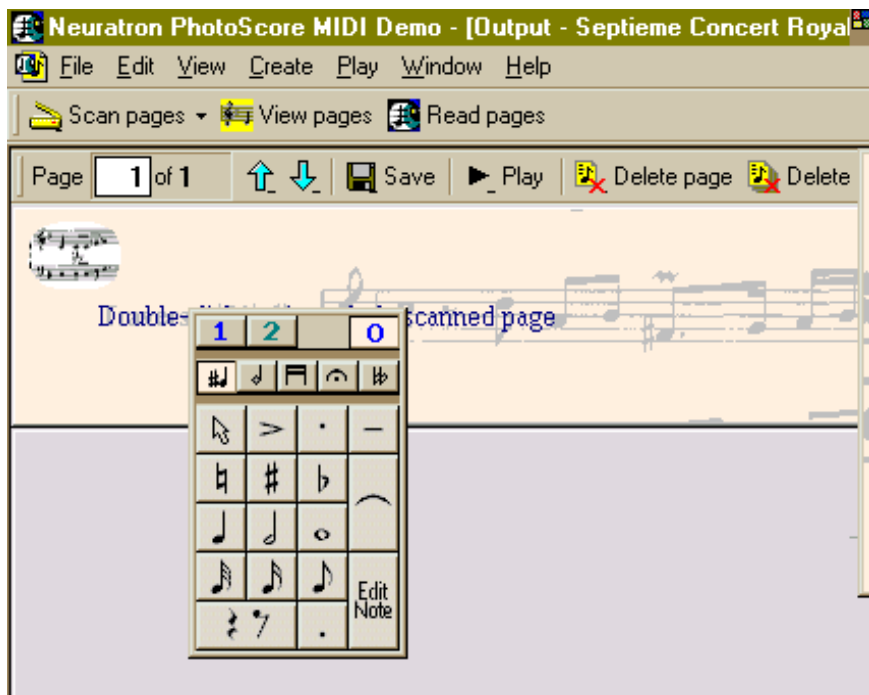 Neuratron PhotoScore MIDI Demo - [Output - Septieme Concert Royal
File Edit View Create Play Window Help
Scan pages View pages Read pages
Page 1 of 1 Save Play Delete page Delete
Double- scanned page
1 2 0
Edit
Note